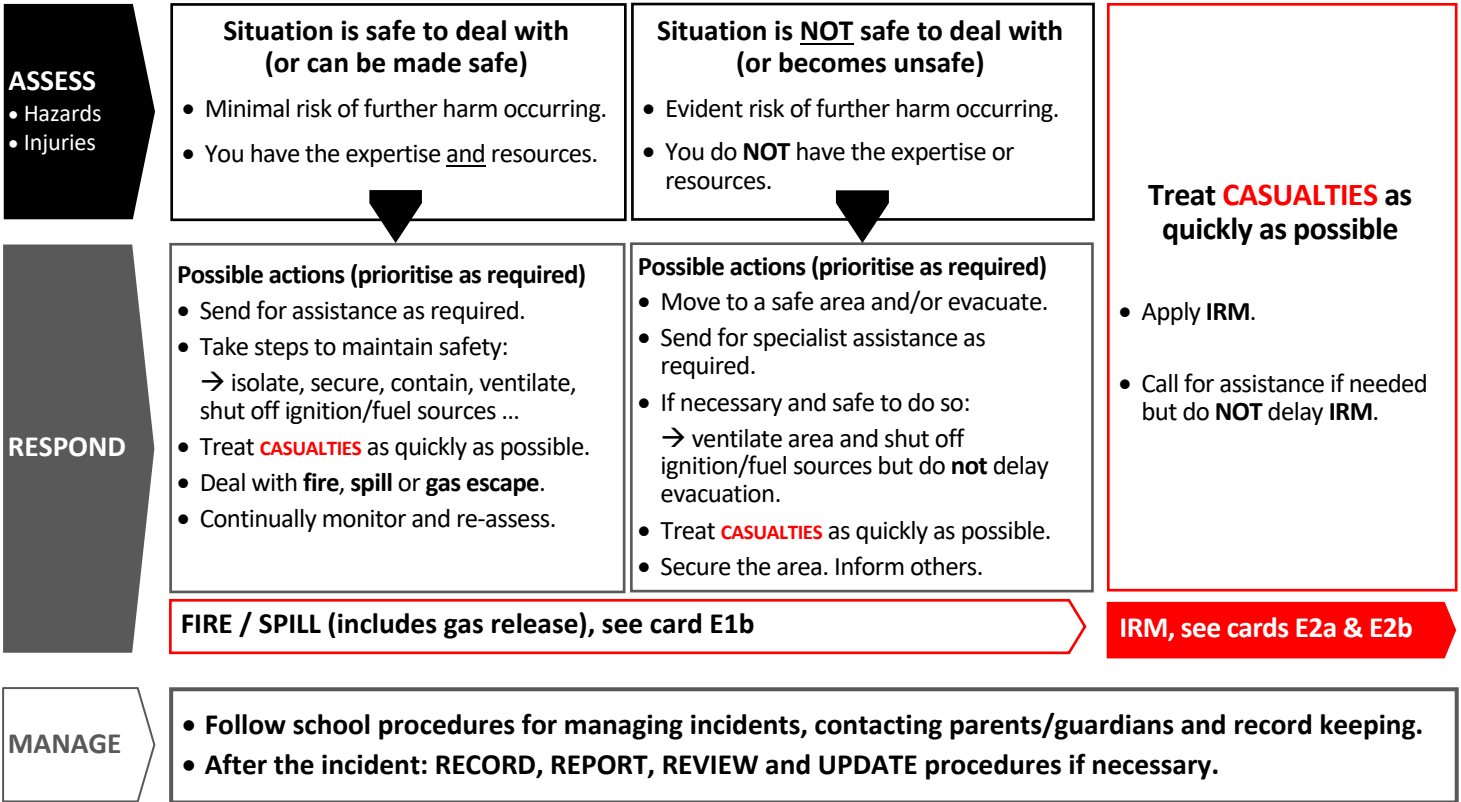 ASSESS
• Hazards
• Injuries
Situation is safe to deal with
(or can be made safe)
• Minimal risk of further harm occurring.
• You have the expertise and resources.
Situation is NOT safe to deal with
(or becomes unsafe)
• Evident risk of further harm occurring.
• You do NOT have the expertise or
resources.
Treat CASUALTIES as
quickly as possible
• Apply IRM.
• Call for assistance if needed
but do NOT delay IRM.
RESPOND
Possible actions (prioritise as required)
• Send for assistance as required.
• Take steps to maintain safety:
→ isolate, secure, contain, ventilate,
shut off ignition/fuel sources ...
• Treat CASUALTIES as quickly as possible.
• Deal with fire, spill or gas escape.
• Continually monitor and re-assess.
Possible actions (prioritise as required)
• Move to a safe area and/or evacuate.
• Send for specialist assistance as
required.
• If necessary and safe to do so:
→ ventilate area and shut off
ignition/fuel sources but do not delay
evacuation.
• Treat CASUALTIES as quickly as possible.
• Secure the area. Inform others.
FIRE / SPILL (includes gas release), see card E1b
IRM, see cards E2a & E2b
MANAGE
• Follow school procedures for managing incidents, contacting parents/guardians and record keeping.
• After the incident: RECORD, REPORT, REVIEW and UPDATE procedures if necessary.